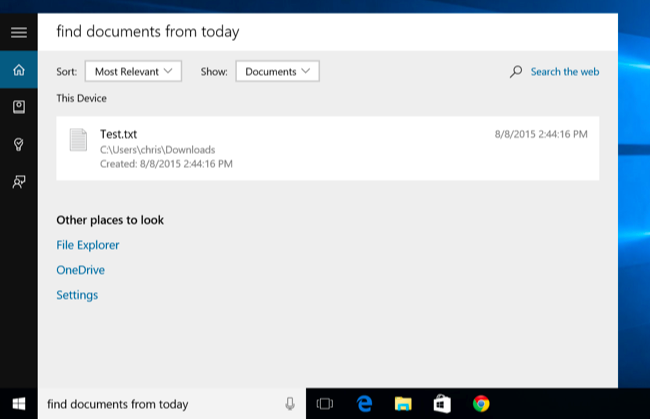 find documents from today
Sort: Most Relevant Show: Documents Search the web
This Device
Test.txt 8/8/2015 2:44:16 PM
C:\Users\chris\Downloads
Created: 8/8/2015 2:44:16 PM
Other places to look
File Explorer
OneDrive
Settings
find documents from today